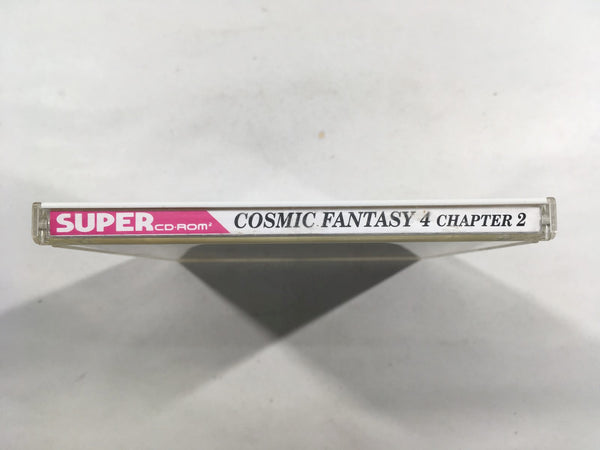 SUPER CD-ROM² COSMIC FANTASY 4 CHAPTER 2